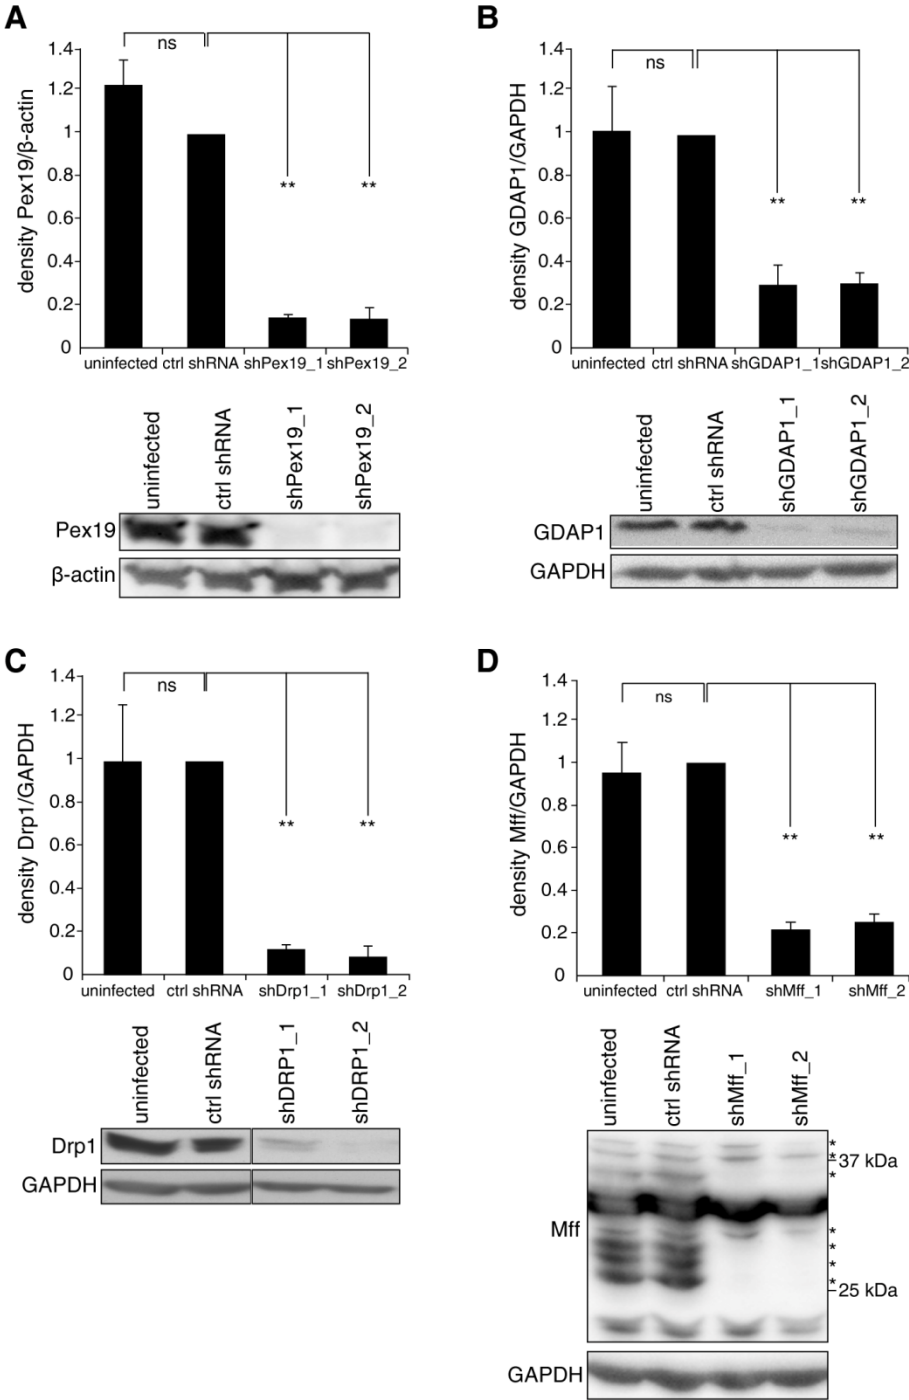 A
1.4
1.2
1
0.8
0.6
0.4
0.2
0
density Pex19/β-actin
ns
**
**
uninfected
ctrl shRNA
shPex19_1
shPex19_2
uninfected
ctrl shRNA
shPex19_1
shPex19_2
Pex19
β-actin
B
1.4
1.2
1
0.8
0.6
0.4
0.2
0
density GDAP1/GAPDH
ns
**
**
uninfected
ctrl shRNA
shGDAP1_1
shGDAP1_2
uninfected
ctrl shRNA
shGDAP1_1
shGDAP1_2
GDAP1
GAPDH
C
1.4
1.2
1
0.8
0.6
0.4
0.2
0
density Drp1/GAPDH
ns
**
**
uninfected
ctrl shRNA
shDrp1_1
shDrp1_2
uninfected
ctrl shRNA
shDRP1_1
shDRP1_2
Drp1
GAPDH
D
1.4
1.2
1
0.8
0.6
0.4
0.2
0
density Mff/GAPDH
ns
**
**
uninfected
ctrl shRNA
shMff_1
shMff_2
uninfected
ctrl shRNA
shMff_1
shMff_2
Mff
*
*
37 kDa
*
*
*
*
*
25 kDa
GAPDH